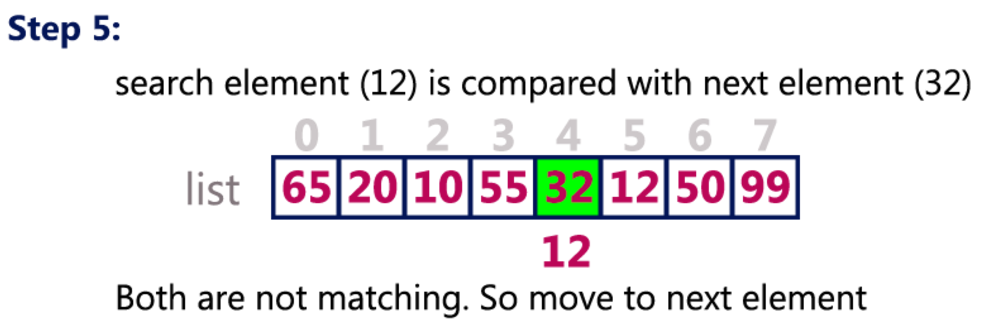 Step 5:
search element (12) is compared with next element (32)
0 1 2 3 4 5 6 7
list 65 20 10 55 32 12 50 99
12
Both are not matching. So move to next element